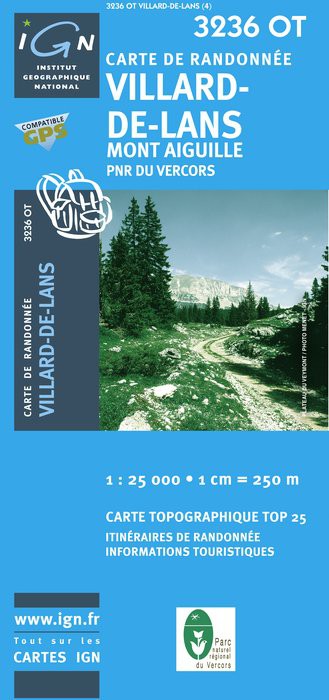 3236 OT VILLARD-DE-LANS (4)
3236 OT
IGN
INSTITUT
GEOGRAPHIQUE
NATIONAL
CARTE DE RANDONNÉE
VILLARD-
DE-LANS
MONT AIGUILLE
PNR DU VERCORS
COMPATIBLE
GPS
3236 OT
CARTE DE RANDONNÉE
VILLARD-DE-LANS
1 : 25 000 • 1 cm = 250 m
CARTE TOPOGRAPHIQUE TOP 25
ITINÉRAIRES DE RANDONNÉE
INFORMATIONS TOURISTIQUES
www.ign.fr
Tout sur les
CARTES IGN
Parc
naturel
régional
du Vercors